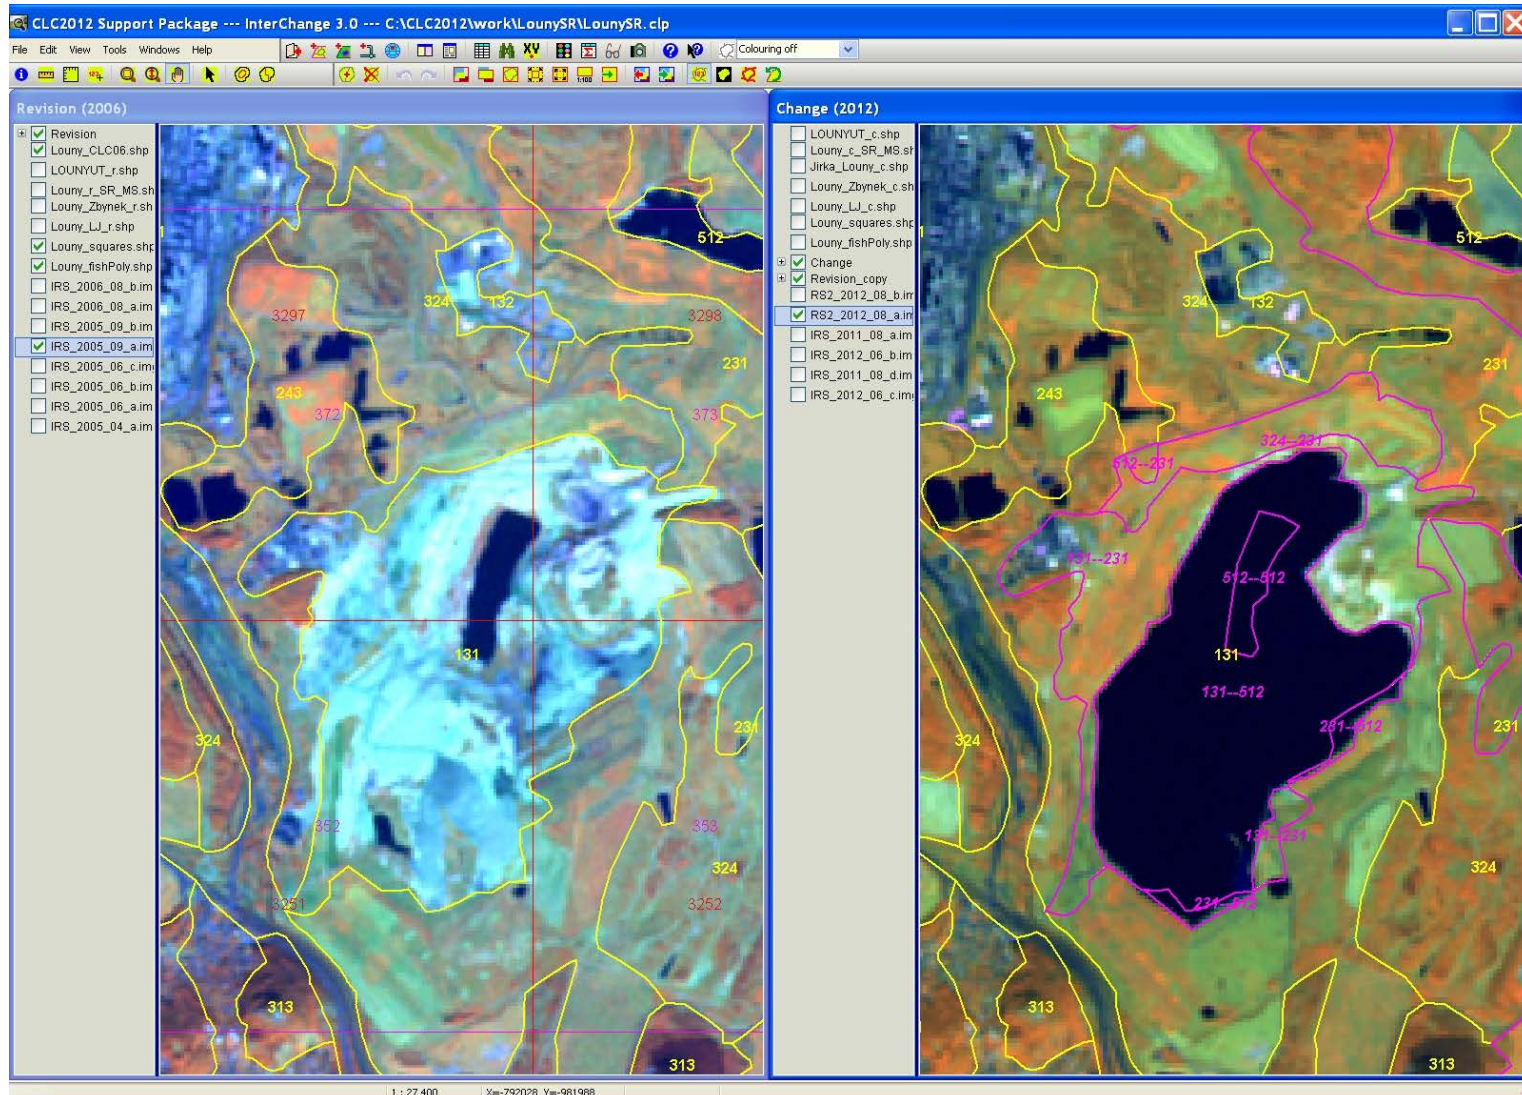 CLC2012 Support Package --- InterChange 3.0 --- C:\CLC2012\work\LounySR\LounySR.clp
File Edit View Tools Windows Help
XY
Colouring off
1:100
Revision (2006)
Revision
Louny_CLC06.shp
LOUNYUT_r.shp
Louny_r_SR_MS.sh
Louny_Zbynek_r.sh
Louny_LJ_r.shp
Louny_squares.shp
Louny_fishPoly.shp
IRS_2006_08_b.im
IRS_2006_08_a.im
IRS_2005_09_b.im
IRS_2005_09_a.im
IRS_2005_06_c.im
IRS_2005_06_b.im
IRS_2005_06_a.im
IRS_2005_04_a.im
512
324 132
3297 3298
231
243
372 373
131
324 231
352 353
324
3251 3252
313
313
Change (2012)
LOUNYUT_c.shp
Louny_c_SR_MS.sh
Jirka_Louny_c.shp
Louny_Zbynek_c.sh
Louny_LJ_c.shp
Louny_squares.shp
Louny_fishPoly.shp
Change
Revision_copy
RS2_2012_08_b.im
RS2_2012_08_a.im
IRS_2011_08_a.im
IRS_2012_06_b.im
IRS_2011_08_d.im
IRS_2012_06_c.im
512
324 132
231
243
324--231
512--231
131--231
512--512
131
131--512
231--512
324 231
131--231
324
231--512
313
313
1 : 27 400 X=-792028 Y=-981988